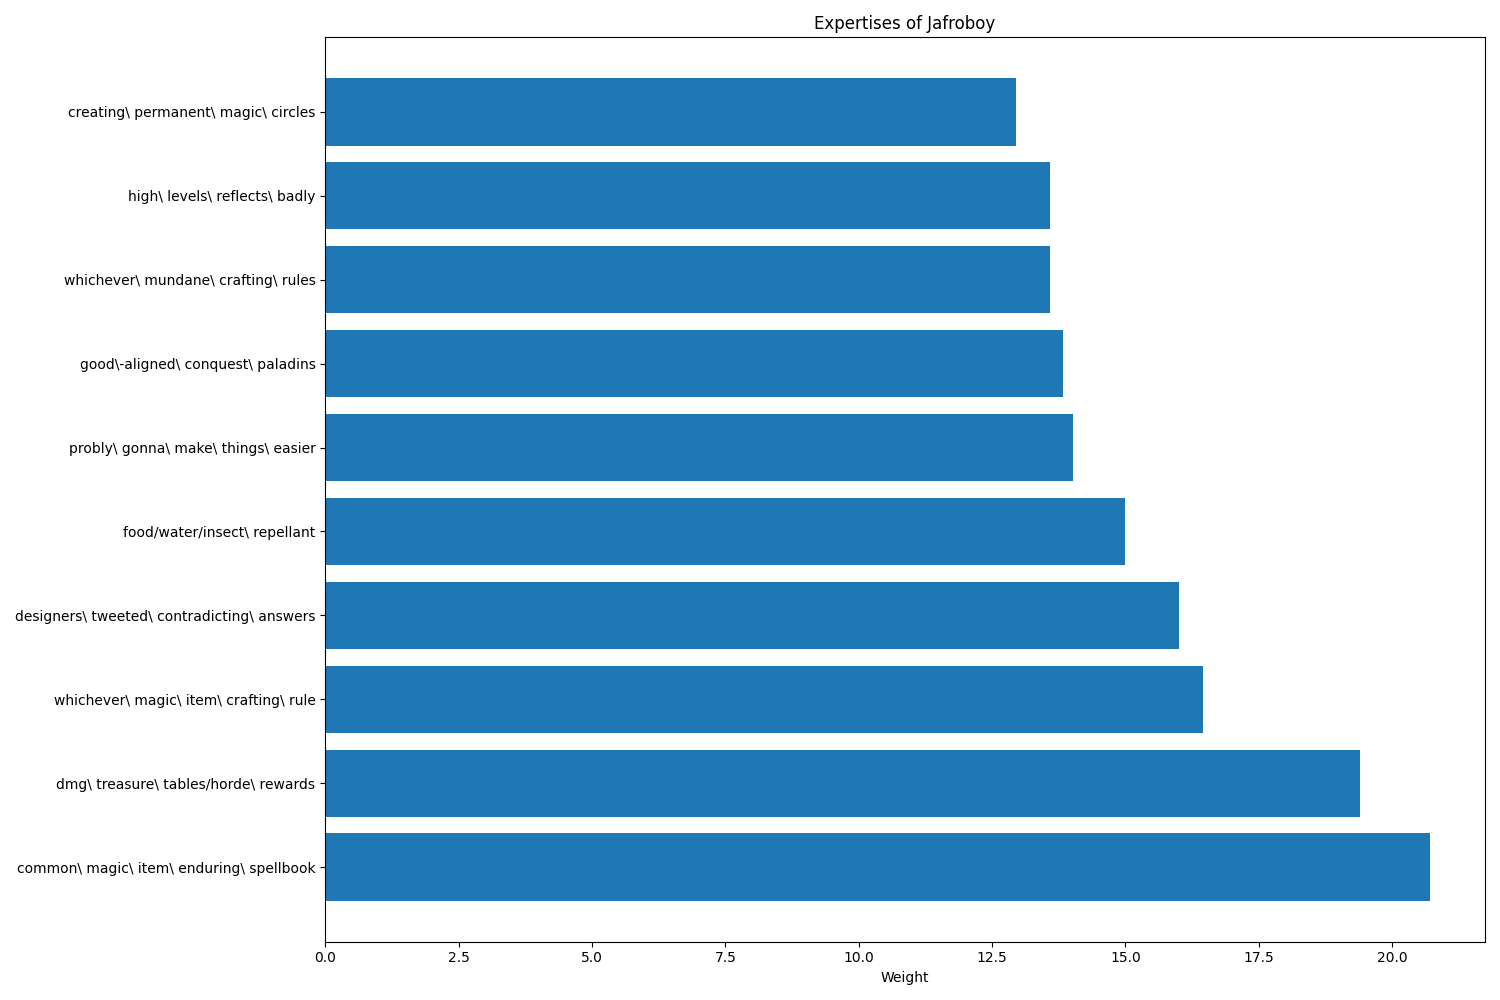 Expertises of Jafroboy
creating\ permanent\ magic\ circles
high\ levels\ reflects\ badly
whichever\ mundane\ crafting\ rules
good\-aligned\ conquest\ paladins
probly\ gonna\ make\ things\ easier
food/water/insect\ repellant
designers\ tweeted\ contradicting\ answers
whichever\ magic\ item\ crafting\ rule
dmg\ treasure\ tables/horde\ rewards
common\ magic\ item\ enduring\ spellbook
0.0 2.5 5.0 7.5 10.0 12.5 15.0 17.5 20.0
Weight